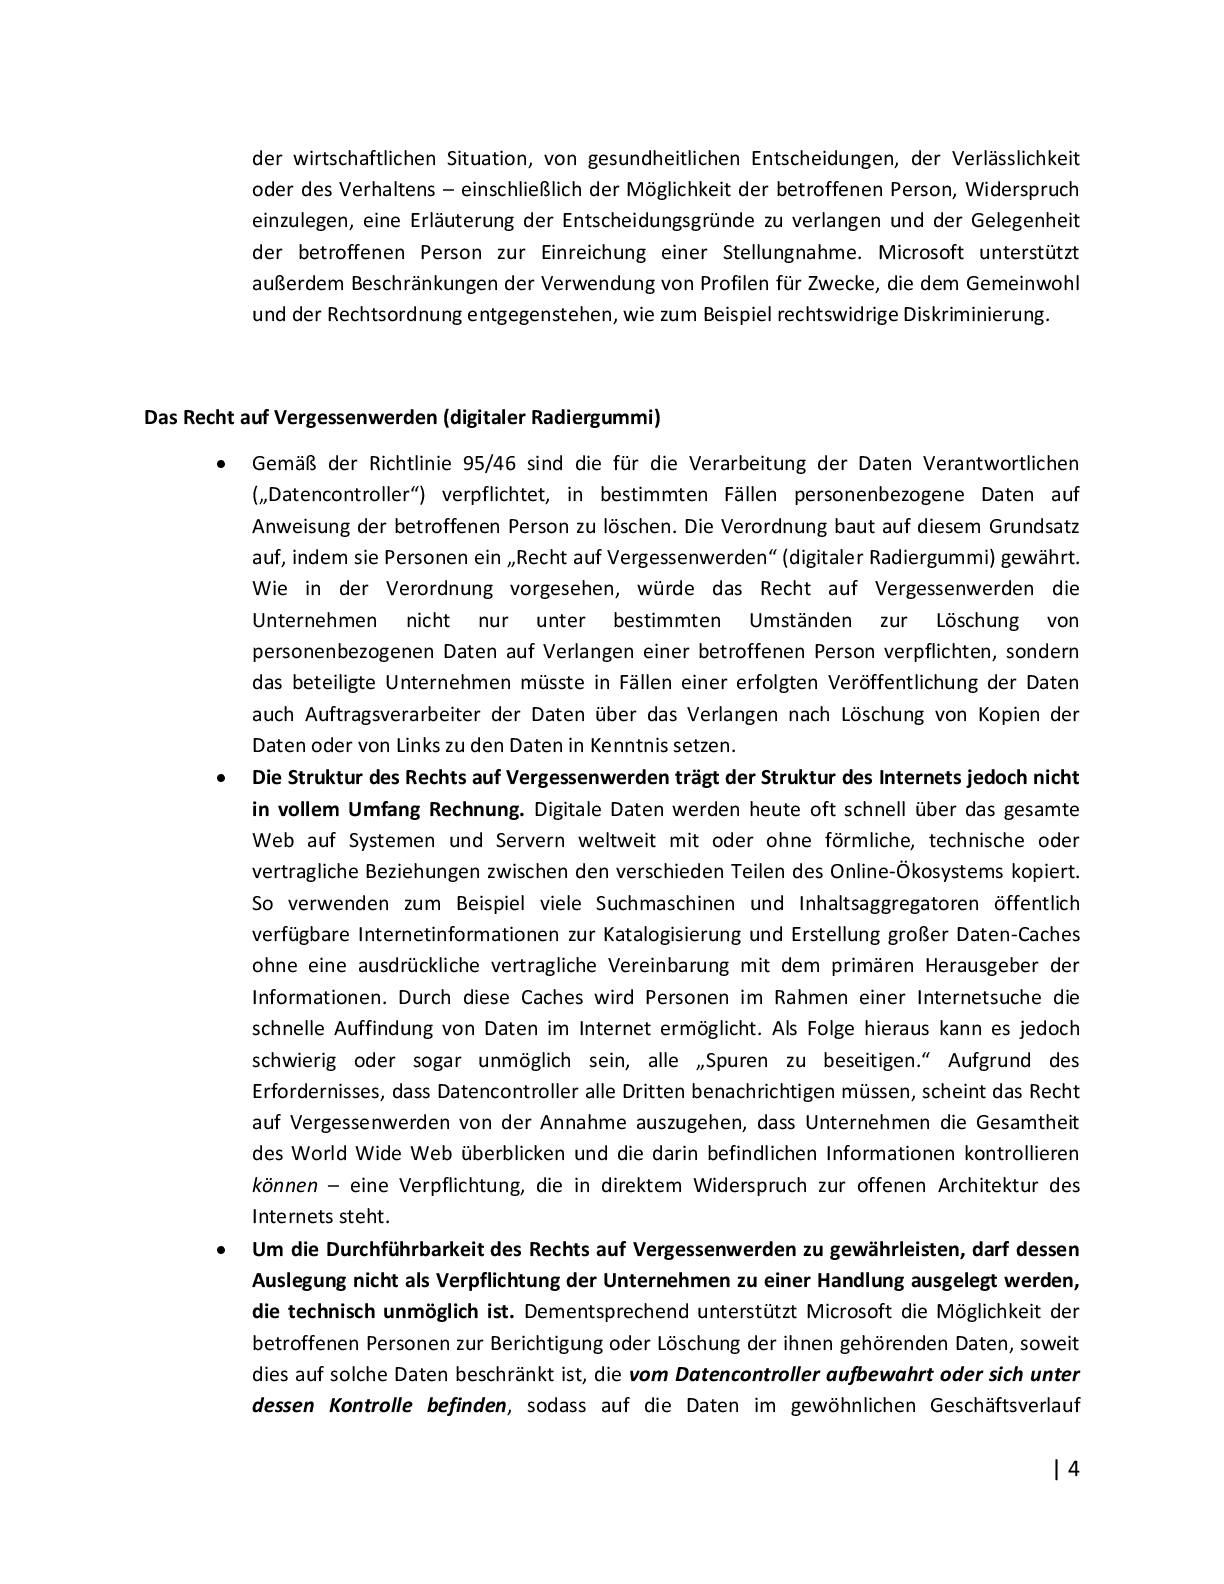 der wirtschaftlichen Situation, von gesundheitlichen Entscheidungen, der Verlässlichkeit
oder des Verhaltens – einschließlich der Möglichkeit der betroffenen Person, Widerspruch
einzulegen, eine Erläuterung der Entscheidungsgründe zu verlangen und der Gelegenheit
der betroffenen Person zur Einreichung einer Stellungnahme. Microsoft unterstützt
außerdem Beschränkungen der Verwendung von Profilen für Zwecke, die dem Gemeinwohl
und der Rechtsordnung entgegenstehen, wie zum Beispiel rechtswidrige Diskriminierung.
Das Recht auf Vergessenwerden (digitaler Radiergummi)
• Gemäß der Richtlinie 95/46 sind die für die Verarbeitung der Daten Verantwortlichen
(„Datencontroller“) verpflichtet, in bestimmten Fällen personenbezogene Daten auf
Anweisung der betroffenen Person zu löschen. Die Verordnung baut auf diesem Grundsatz
auf, indem sie Personen ein „Recht auf Vergessenwerden“ (digitaler Radiergummi) gewährt.
Wie in der Verordnung vorgesehen, würde das Recht auf Vergessenwerden die
Unternehmen nicht nur unter bestimmten Umständen zur Löschung von
personenbezogenen Daten auf Verlangen einer betroffenen Person verpflichten, sondern
das beteiligte Unternehmen müsste in Fällen einer erfolgten Veröffentlichung der Daten
auch Auftragsverarbeiter der Daten über das Verlangen nach Löschung von Kopien der
Daten oder von Links zu den Daten in Kenntnis setzen.
• Die Struktur des Rechts auf Vergessenwerden trägt der Struktur des Internets jedoch nicht
in vollem Umfang Rechnung. Digitale Daten werden heute oft schnell über das gesamte
Web auf Systemen und Servern weltweit mit oder ohne förmliche, technische oder
vertragliche Beziehungen zwischen den verschieden Teilen des Online-Ökosystems kopiert.
So verwenden zum Beispiel viele Suchmaschinen und Inhaltsaggregatoren öffentlich
verfügbare Internetinformationen zur Katalogisierung und Erstellung großer Daten-Caches
ohne eine ausdrückliche vertragliche Vereinbarung mit dem primären Herausgeber der
Informationen. Durch diese Caches wird Personen im Rahmen einer Internetsuche die
schnelle Auffindung von Daten im Internet ermöglicht. Als Folge hieraus kann es jedoch
schwierig oder sogar unmöglich sein, alle „Spuren zu beseitigen.“ Aufgrund des
Erfordernisses, dass Datencontroller alle Dritten benachrichtigen müssen, scheint das Recht
auf Vergessenwerden von der Annahme auszugehen, dass Unternehmen die Gesamtheit
des World Wide Web überblicken und die darin befindlichen Informationen kontrollieren
können – eine Verpflichtung, die in direktem Widerspruch zur offenen Architektur des
Internets steht.
• Um die Durchführbarkeit des Rechts auf Vergessenwerden zu gewährleisten, darf dessen
Auslegung nicht als Verpflichtung der Unternehmen zu einer Handlung ausgelegt werden,
die technisch unmöglich ist. Dementsprechend unterstützt Microsoft die Möglichkeit der
betroffenen Personen zur Berichtigung oder Löschung der ihnen gehörenden Daten, soweit
dies auf solche Daten beschränkt ist, die vom Datencontroller aufbewahrt oder sich unter
dessen Kontrolle befinden, sodass auf die Daten im gewöhnlichen Geschäftsverlauf
| 4